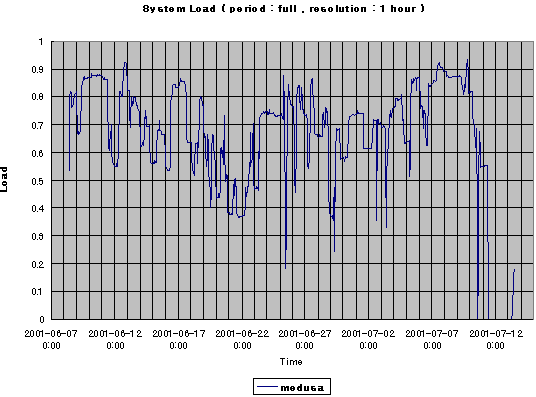 System Load ( period : full , resolution : 1 hour )
1
0.9
0.8
0.7
0.6
0.5
0.4
0.3
0.2
0.1
0
Load
2001-06-07 2001-06-12 2001-06-17 2001-06-22 2001-06-27 2001-07-02 2001-07-07 2001-07-12
0:00 0:00 0:00 0:00 0:00 0:00 0:00 0:00
Time
medusa